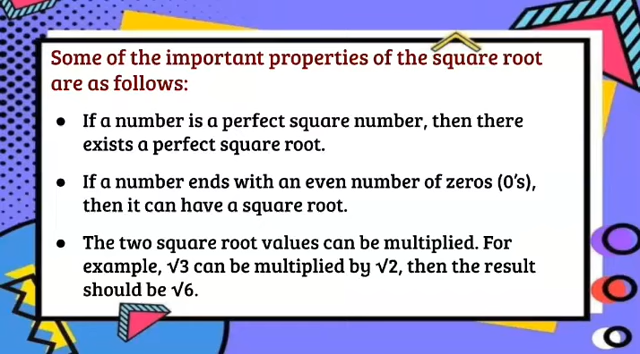 Some of the important properties of the square root
are as follows:
● If a number is a perfect square number, then there
exists a perfect square root.
● If a number ends with an even number of zeros (0’s),
then it can have a square root.
● The two square root values can be multiplied. For
example, √3 can be multiplied by √2, then the result
should be √6.